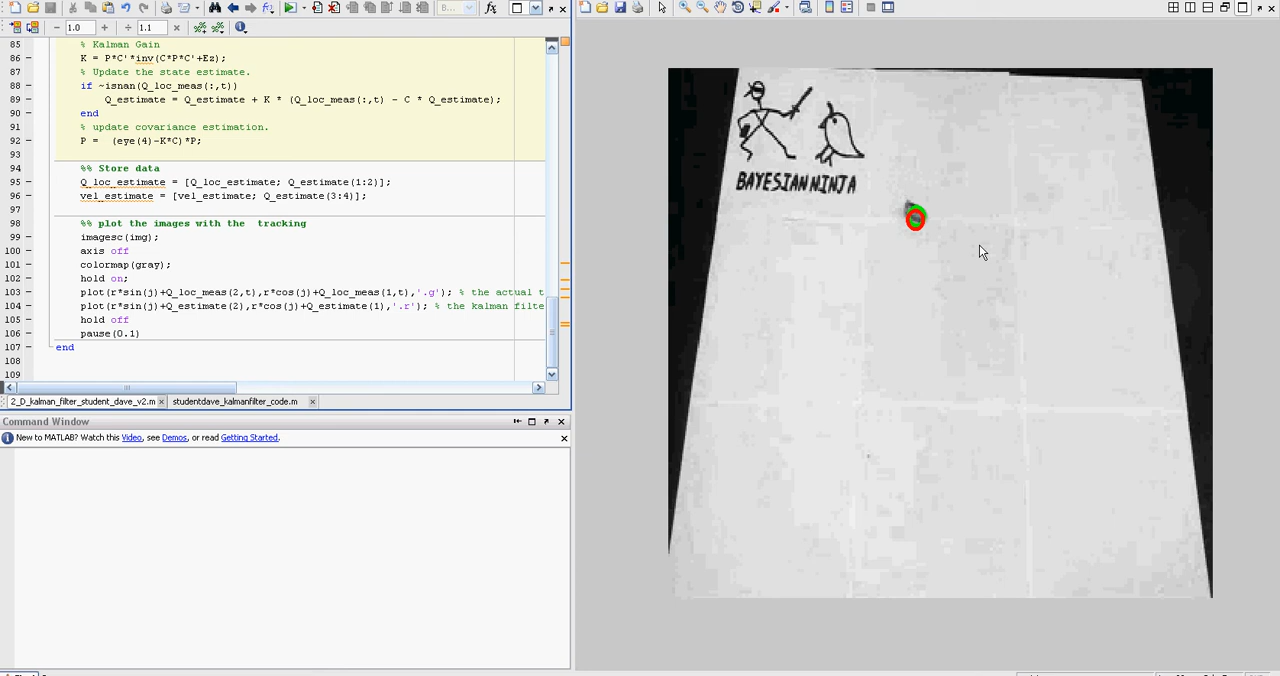 1.0
1.1
B...
fx
85 % Kalman Gain
86 K = P*C'*inv(C*P*C'+Ez);
87 % Update the state estimate.
88 if ~isnan(Q_loc_meas(:,t))
89 Q_estimate = Q_estimate + K * (Q_loc_meas(:,t) - C * Q_estimate);
90 end
91 % update covariance estimation.
92 P = (eye(4)-K*C)*P;
93
94 %% Store data
95 Q_loc_estimate = [Q_loc_estimate; Q_estimate(1:2)];
96 vel_estimate = [vel_estimate; Q_estimate(3:4)];
97
98 %% plot the images with the tracking
99 imagesc(img);
100 axis off
101 colormap(gray);
102 hold on;
103 plot(r*sin(j)+Q_loc_meas(2,t),r*cos(j)+Q_loc_meas(1,t),'.g'); % the actual t
104 plot(r*sin(j)+Q_estimate(2),r*cos(j)+Q_estimate(1),'.r'); % the kalman filte
105 hold off
106 pause(0.1)
107 end
108
109
2_D_kalman_filter_student_dave_v2.m
studentdave_kalmanfilter_code.m
Command Window
New to MATLAB? Watch this Video, see Demos, or read Getting Started.
BAYESIAN NINJA